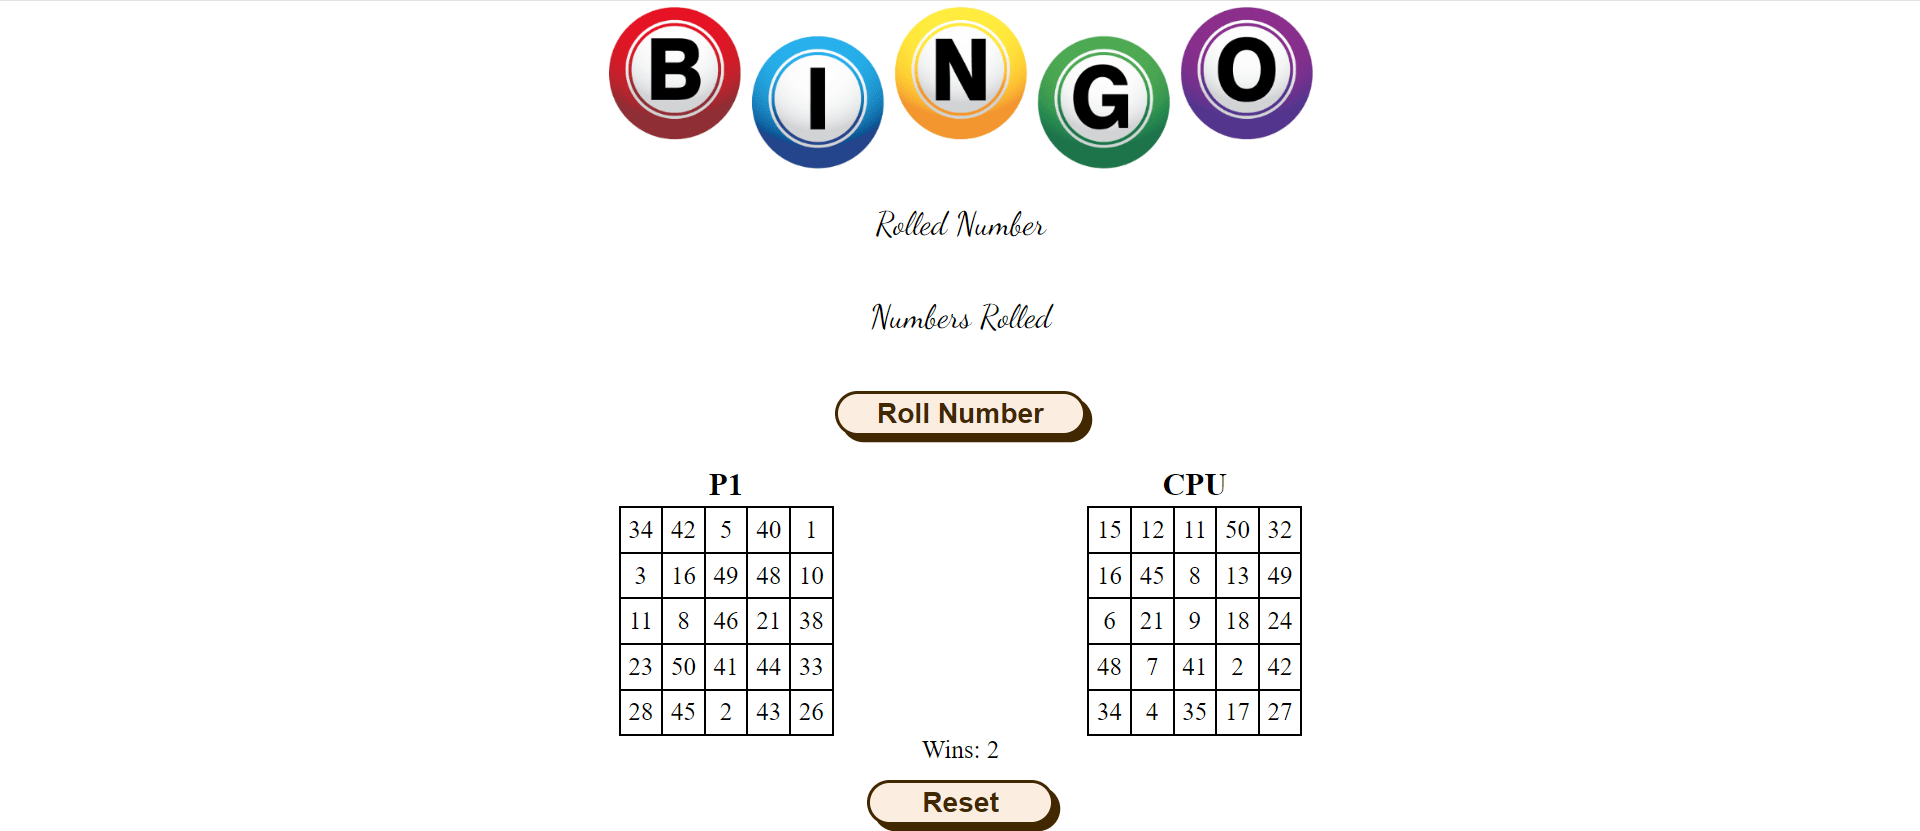 B I N G O
Rolled Number
Numbers Rolled
Roll Number
P1
34 42 5 40 1
3 16 49 48 10
11 8 46 21 38
23 50 41 44 33
28 45 2 43 26
CPU
15 12 11 50 32
16 45 8 13 49
6 21 9 18 24
48 7 41 2 42
34 4 35 17 27
Wins: 2
Reset